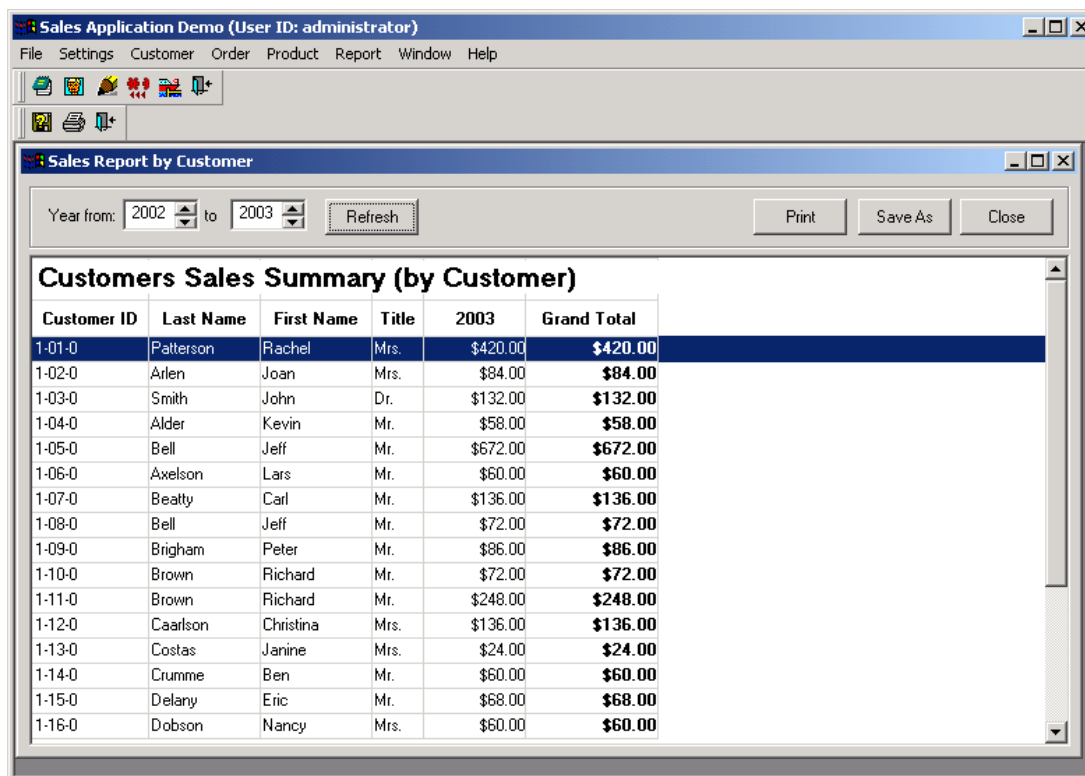 Sales Application Demo (User ID: administrator)
File Settings Customer Order Product Report Window Help
Sales Report by Customer
Year from: 2002 to 2003 Refresh Print Save As Close
Customers Sales Summary (by Customer)
Customer ID Last Name First Name Title 2003 Grand Total
1-01-0 Patterson Rachel Mrs. $420.00 $420.00
1-02-0 Arlen Joan Mrs. $84.00 $84.00
1-03-0 Smith John Dr. $132.00 $132.00
1-04-0 Alder Kevin Mr. $58.00 $58.00
1-05-0 Bell Jeff Mr. $672.00 $672.00
1-06-0 Axelson Lars Mr. $60.00 $60.00
1-07-0 Beatty Carl Mr. $136.00 $136.00
1-08-0 Bell Jeff Mr. $72.00 $72.00
1-09-0 Brigham Peter Mr. $86.00 $86.00
1-10-0 Brown Richard Mr. $72.00 $72.00
1-11-0 Brown Richard Mr. $248.00 $248.00
1-12-0 Caarlson Christina Mrs. $136.00 $136.00
1-13-0 Costas Janine Mrs. $24.00 $24.00
1-14-0 Crumme Ben Mr. $60.00 $60.00
1-15-0 Delany Eric Mr. $68.00 $68.00
1-16-0 Dobson Nancy Mrs. $60.00 $60.00